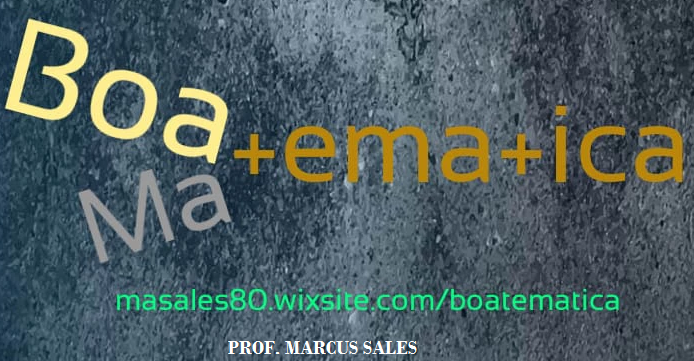 Boa
Ma
+ema+ica
masales80.wixsite.com/boatematica
PROF. MARCUS SALES